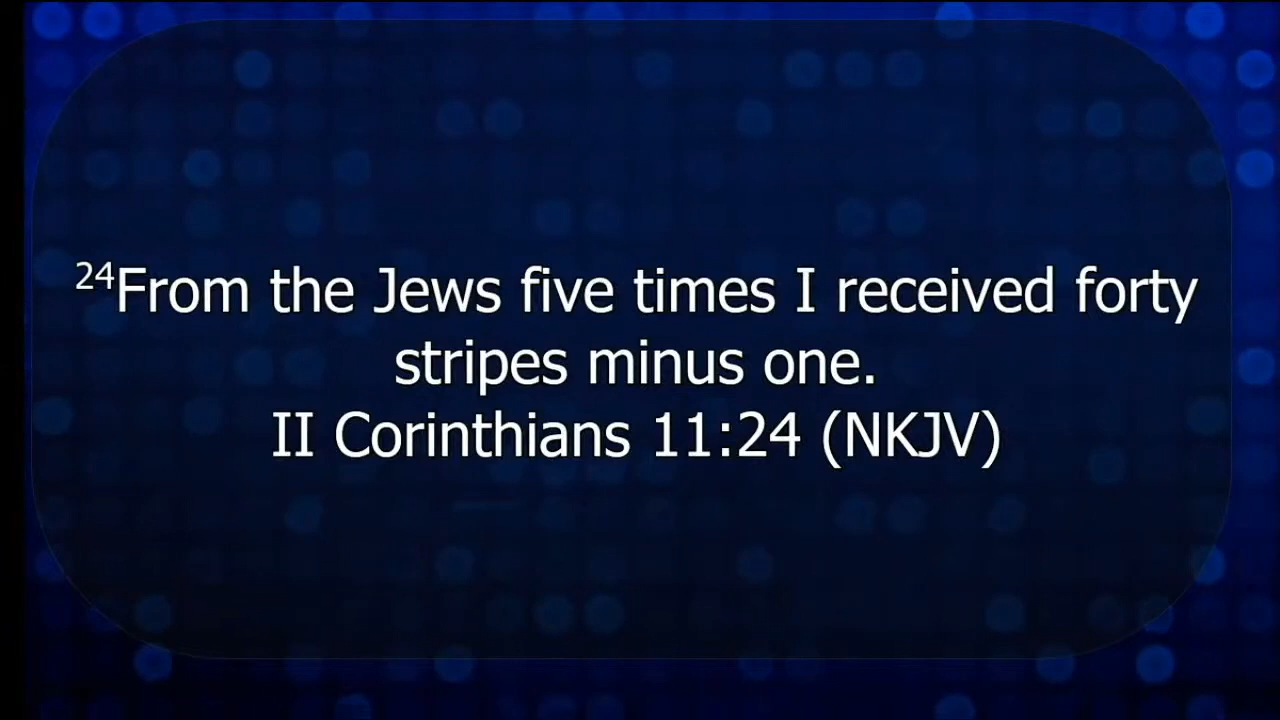 24From the Jews five times I received forty
stripes minus one.
II Corinthians 11:24 (NKJV)